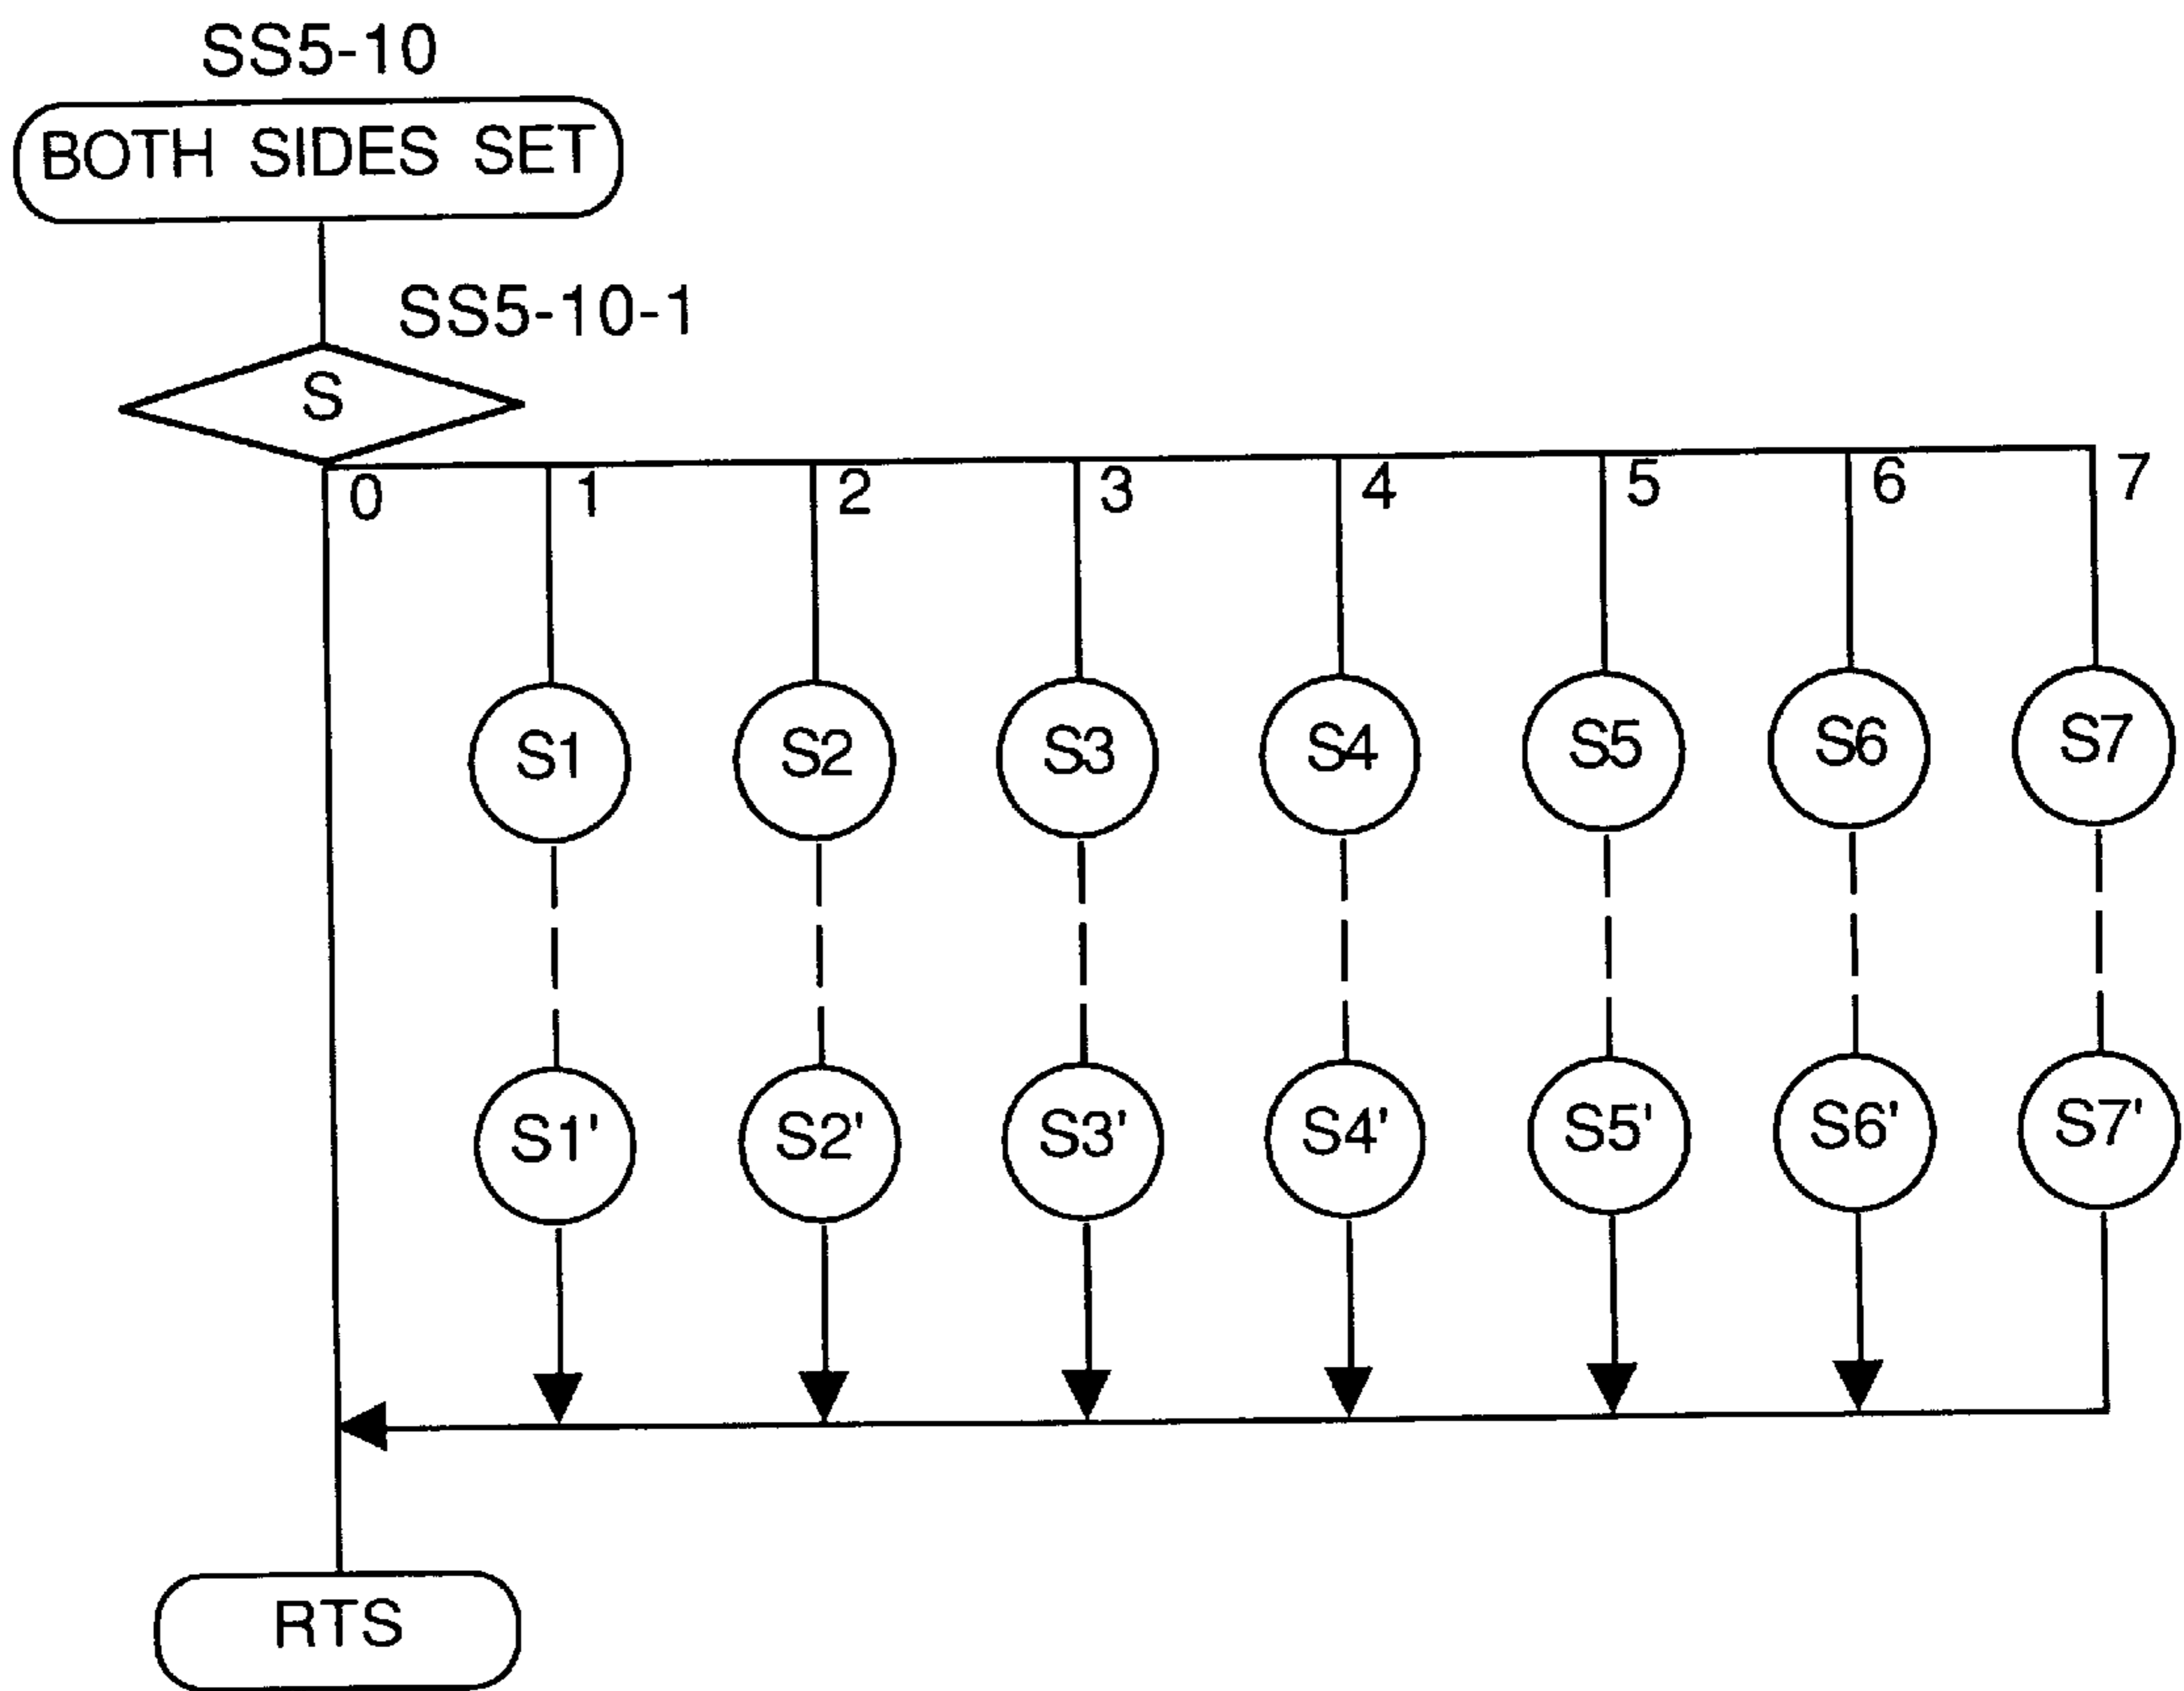 SS5-10
BOTH SIDES SET
SS5-10-1
S
0 1 2 3 4 5 6 7
S1 S2 S3 S4 S5 S6 S7
S1' S2' S3' S4' S5' S6' S7'
RTS